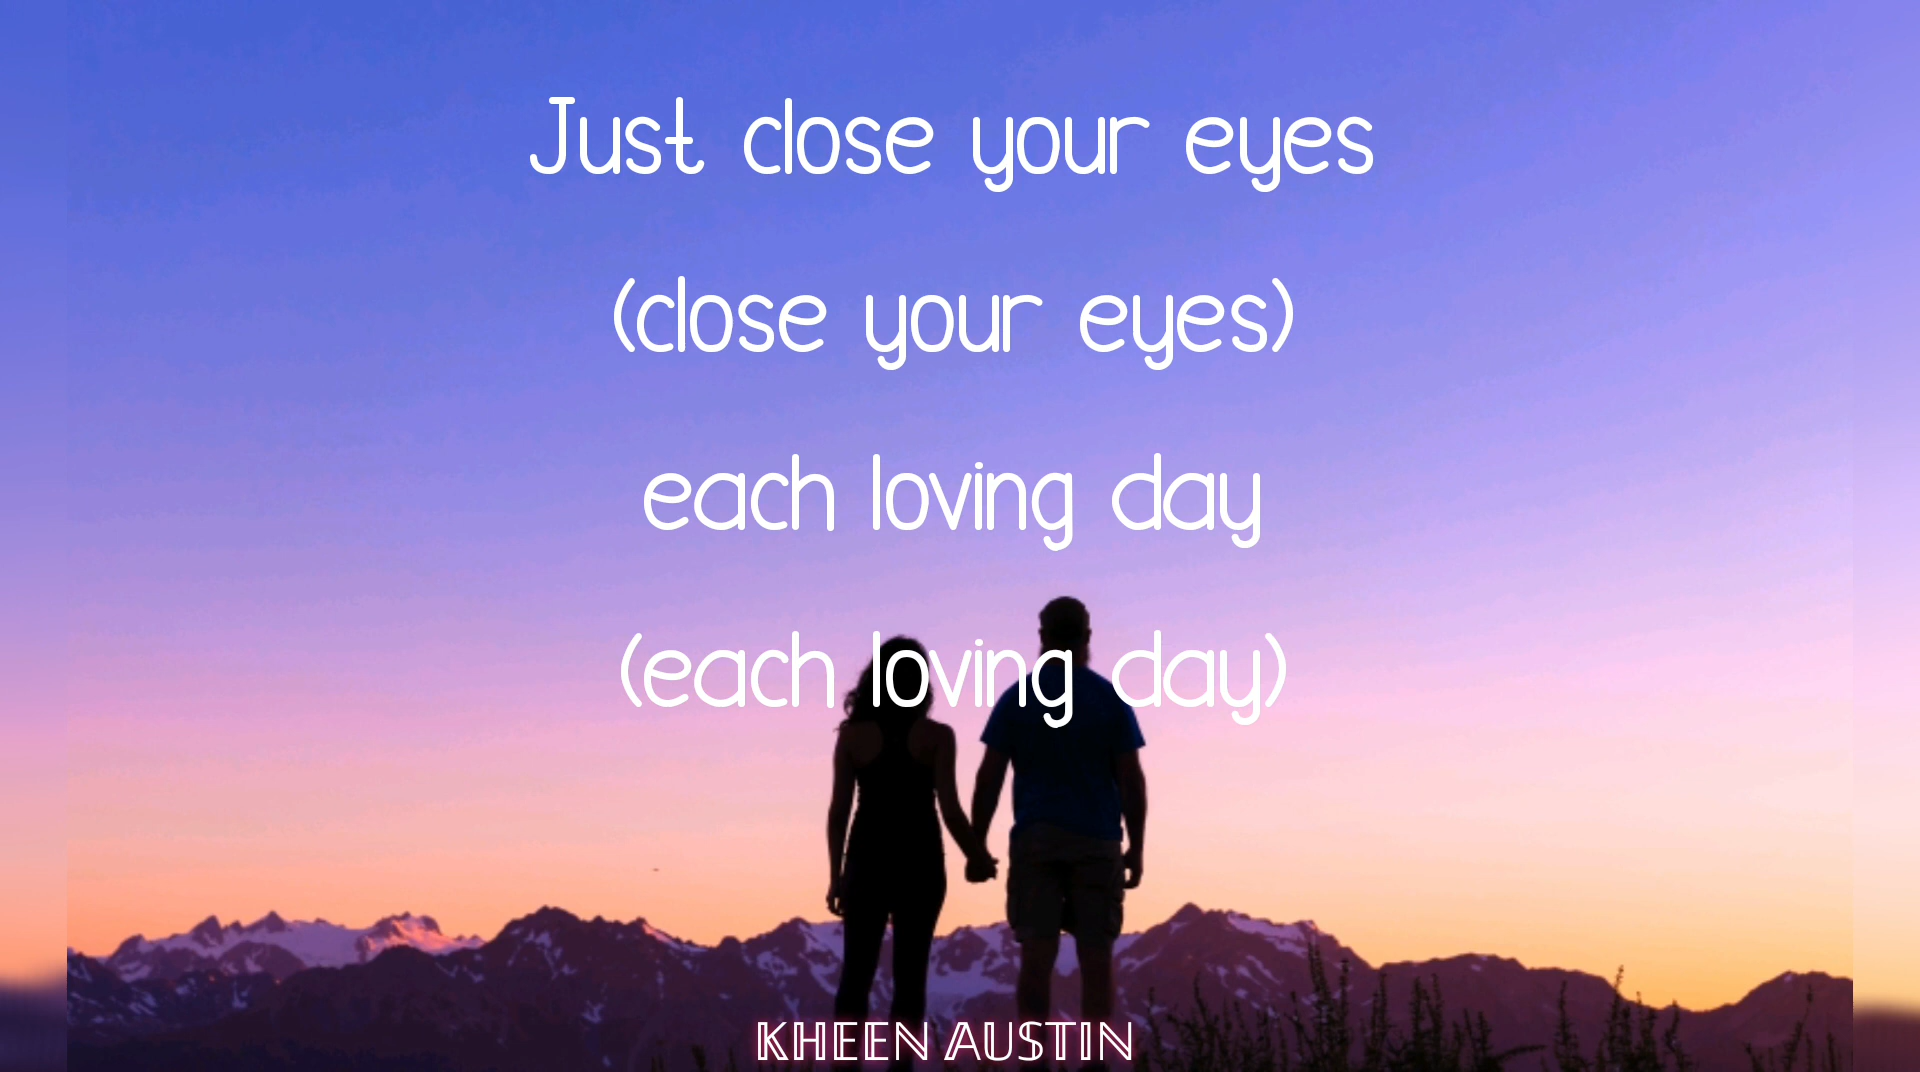 Just close your eyes
(close your eyes)
each loving day
(each loving day)
KHEEN AUSTIN